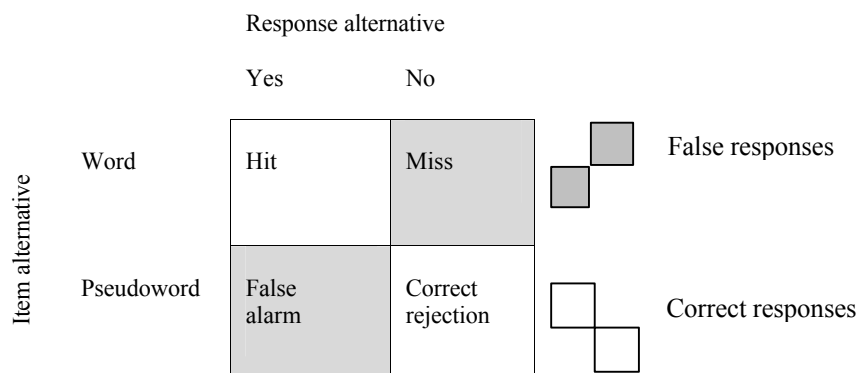 Response alternative
Yes No
Word Hit Miss False responses
Item alternative
Pseudoword False alarm Correct rejection Correct responses